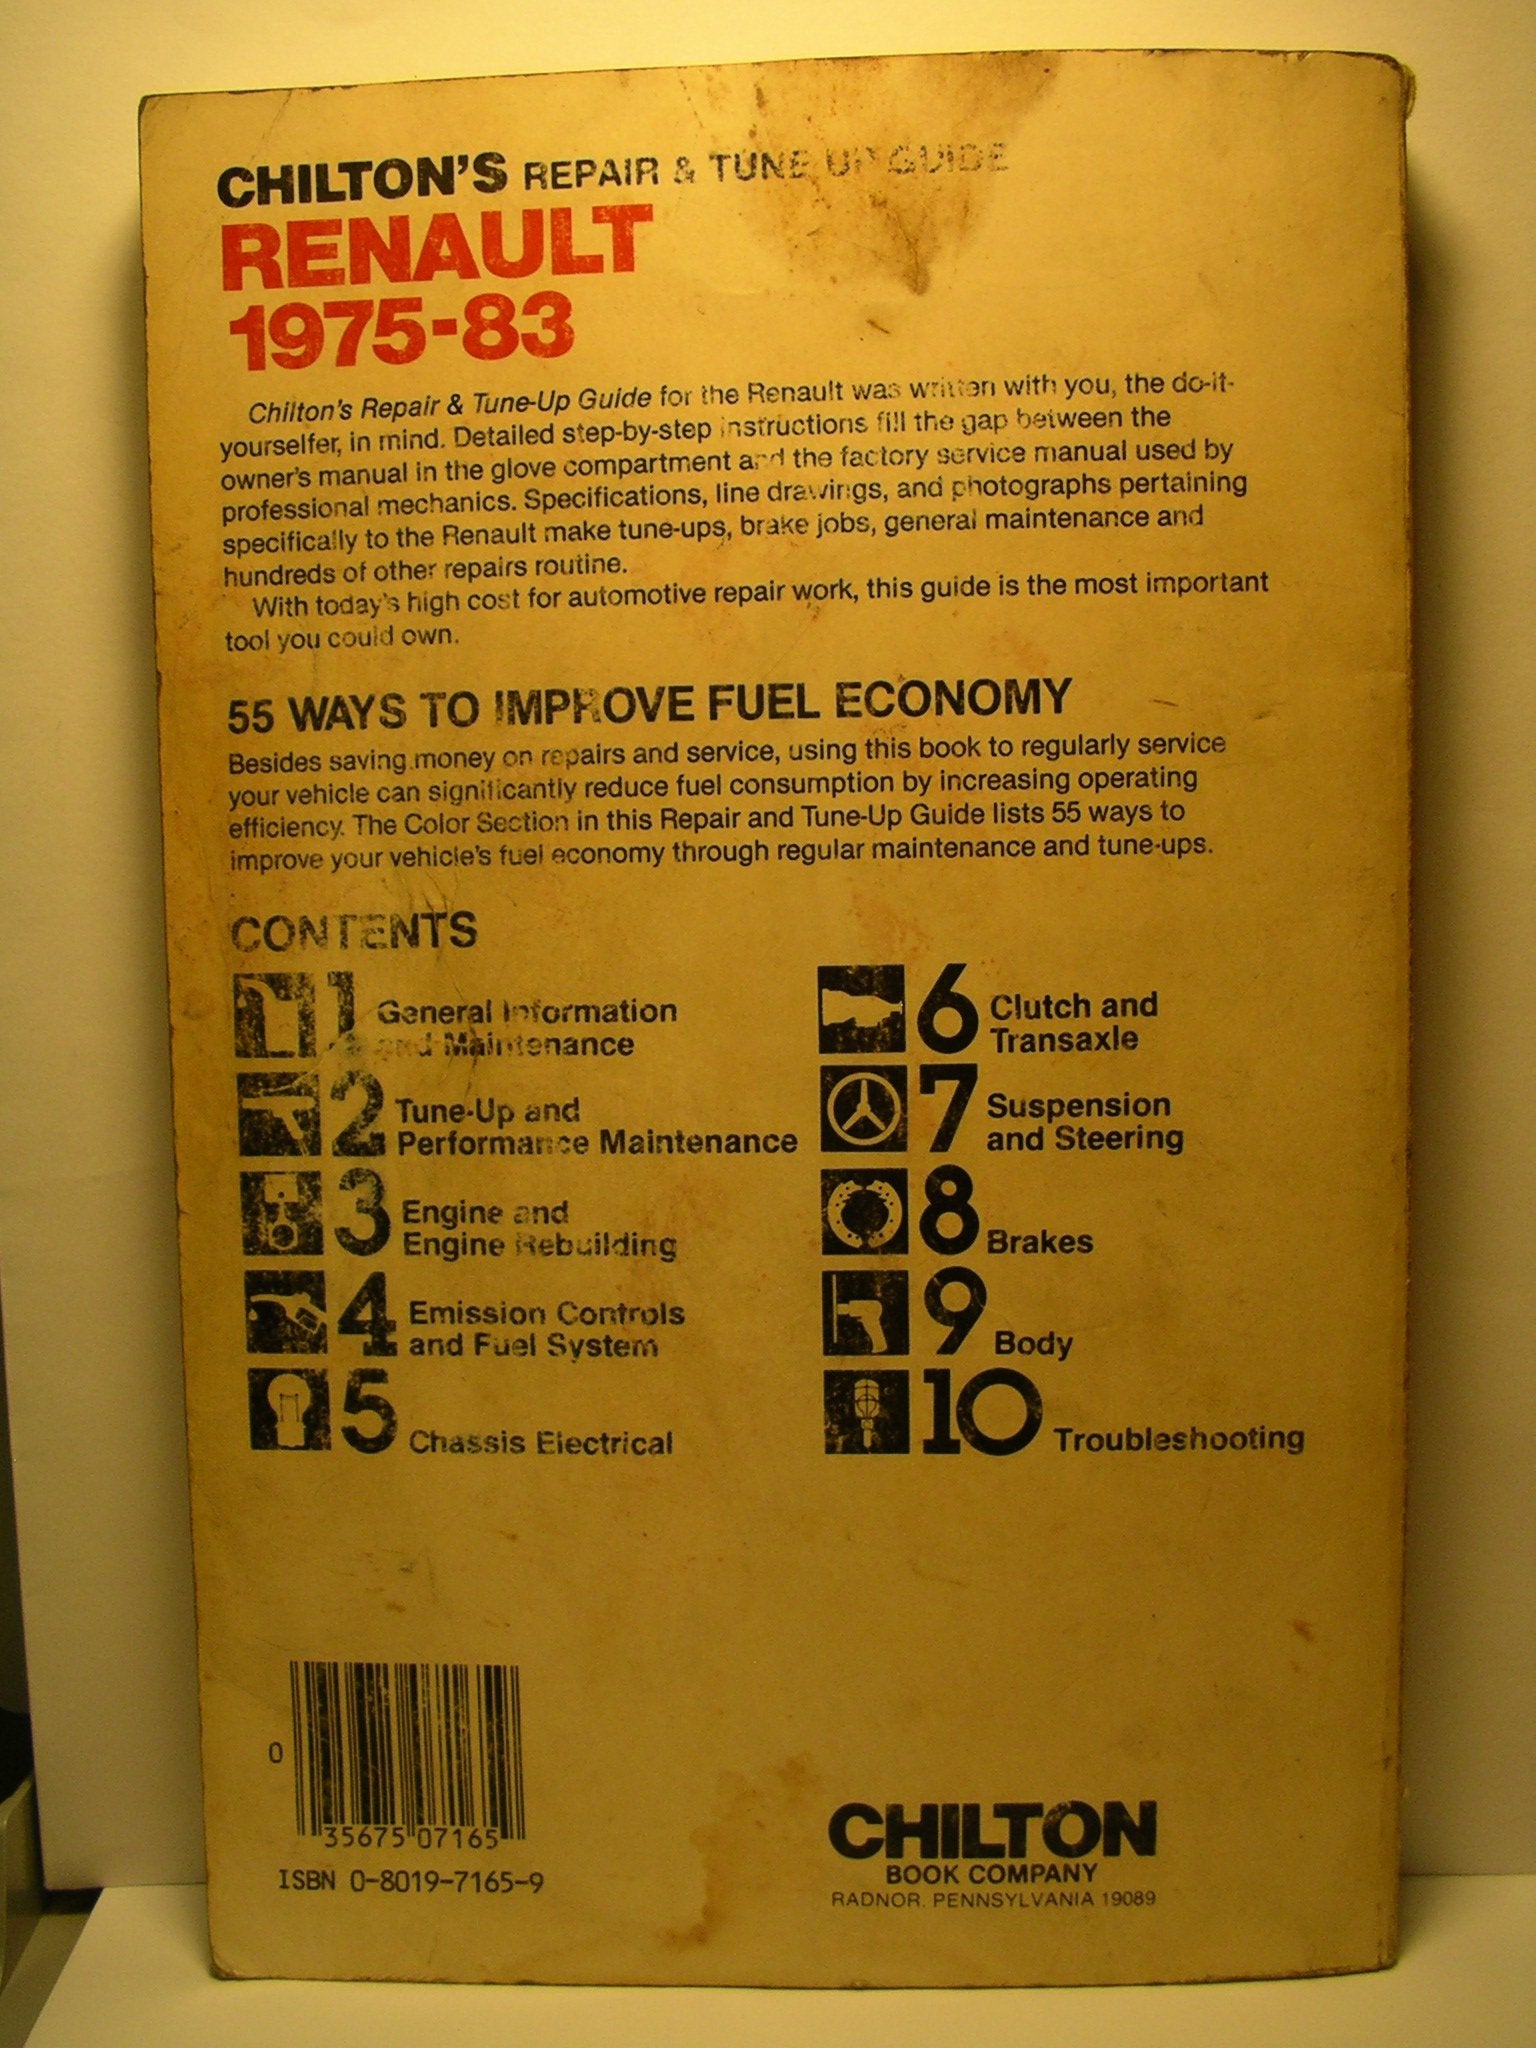 CHILTON'S REPAIR & TUNE-UP GUIDE
RENAULT
1975-83
Chilton's Repair & Tune-Up Guide for the Renault was written with you, the do-it-
yourselfer, in mind. Detailed step-by-step instructions fill the gap between the
owner's manual in the glove compartment and the factory service manual used by
professional mechanics. Specifications, line drawings, and photographs pertaining
specifically to the Renault make tune-ups, brake jobs, general maintenance and
hundreds of other repairs routine.
With today's high cost for automotive repair work, this guide is the most important
tool you could own.
55 WAYS TO IMPROVE FUEL ECONOMY
Besides saving money on repairs and service, using this book to regularly service
your vehicle can significantly reduce fuel consumption by increasing operating
efficiency. The Color Section in this Repair and Tune-Up Guide lists 55 ways to
improve your vehicle's fuel economy through regular maintenance and tune-ups.
CONTENTS
1 General Information
and Maintenance
2 Tune-Up and
Performance Maintenance
3 Engine and
Engine Rebuilding
4 Emission Controls
and Fuel System
5 Chassis Electrical
6 Clutch and
Transaxle
7 Suspension
and Steering
8 Brakes
9 Body
10 Troubleshooting
0 35675 07165
ISBN 0-8019-7165-9
CHILTON
BOOK COMPANY
RADNOR, PENNSYLVANIA 19089